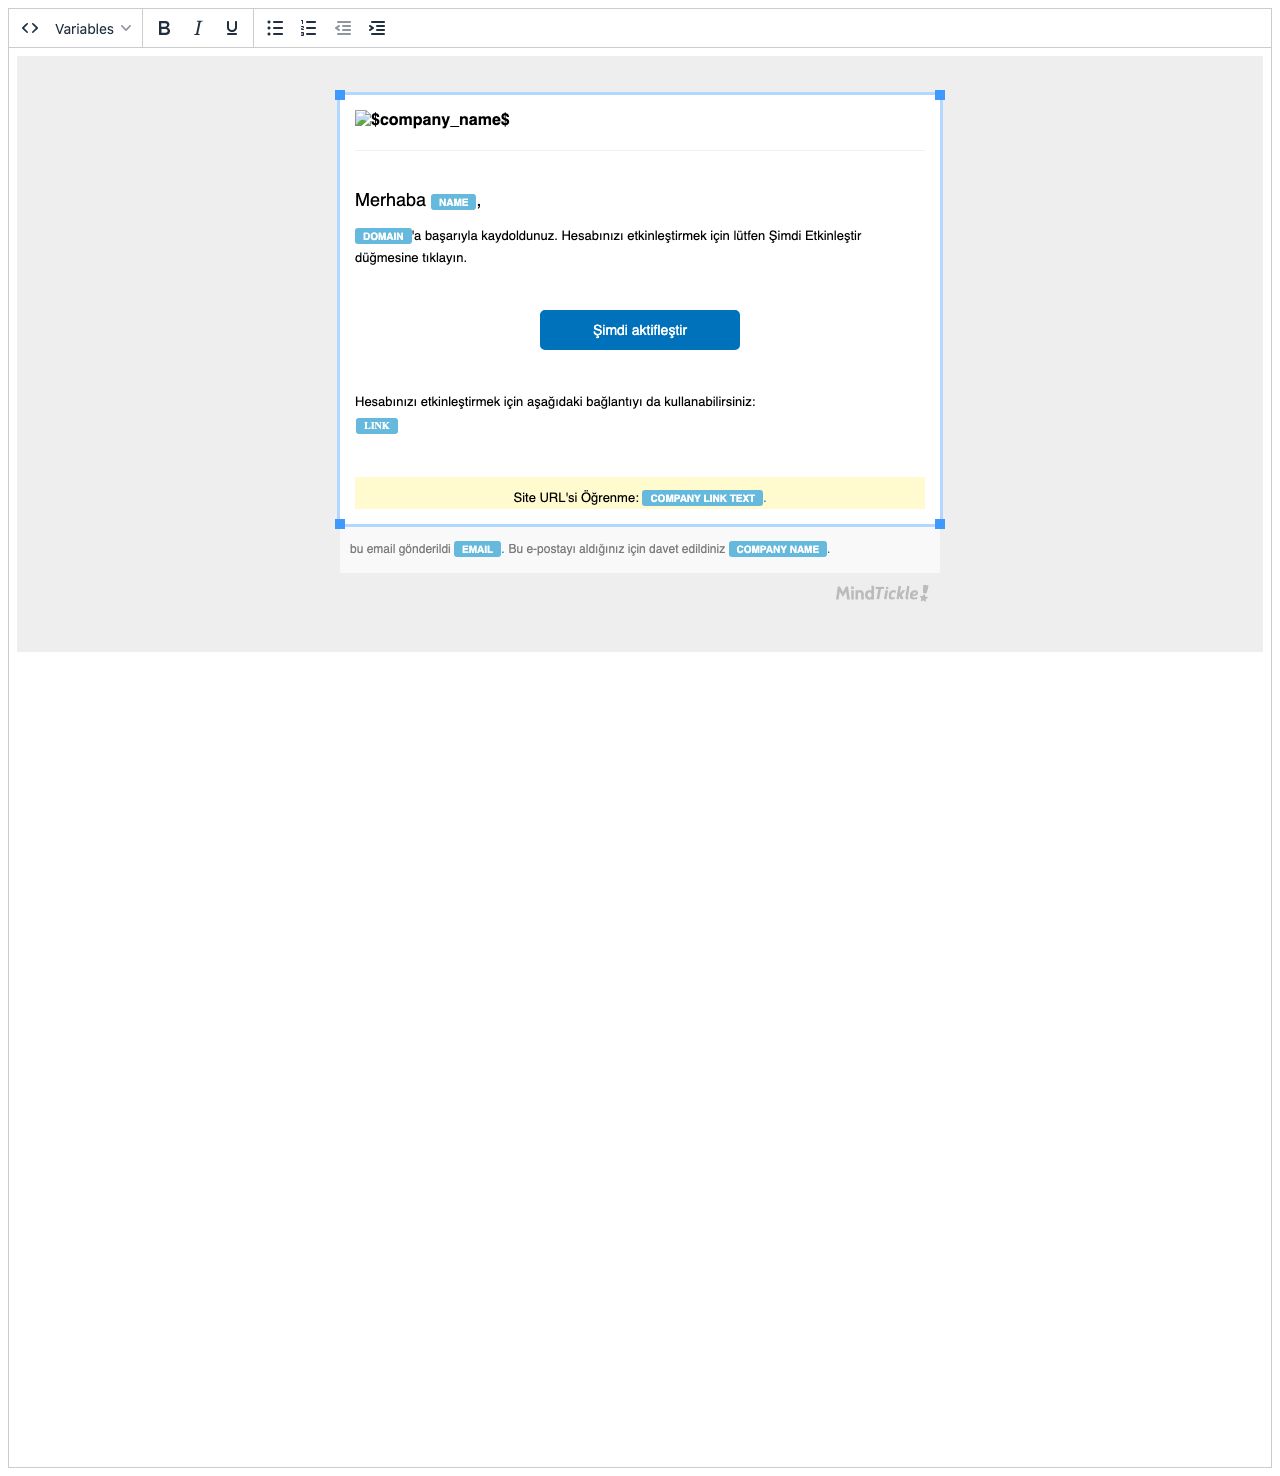 Variables
$company_name$
Merhaba NAME ,
DOMAIN 'a başarıyla kaydoldunuz. Hesabınızı etkinleştirmek için lütfen Şimdi Etkinleştir
düğmesine tıklayın.
Şimdi aktifleştir
Hesabınızı etkinleştirmek için aşağıdaki bağlantıyı da kullanabilirsiniz:
LINK
Site URL'si Öğrenme: COMPANY LINK TEXT .
bu email gönderildi EMAIL . Bu e-postayı aldığınız için davet edildiniz COMPANY NAME .
MindTickle!